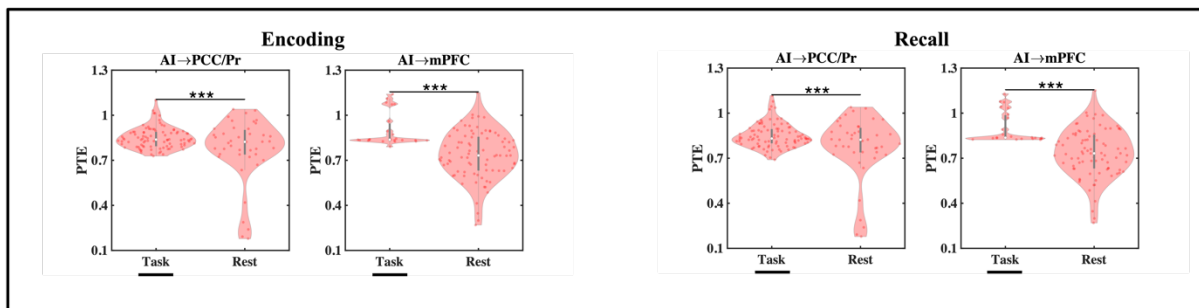 Encoding
AI→PCC/Pr
AI→mPFC
1.3
1
0.7
0.4
0.1
PTE
***
Task
Rest
1.3
1
0.7
0.4
0.1
PTE
***
Task
Rest
Recall
AI→PCC/Pr
AI→mPFC
1.3
1
0.7
0.4
0.1
PTE
***
Task
Rest
1.3
1
0.7
0.4
0.1
PTE
***
Task
Rest